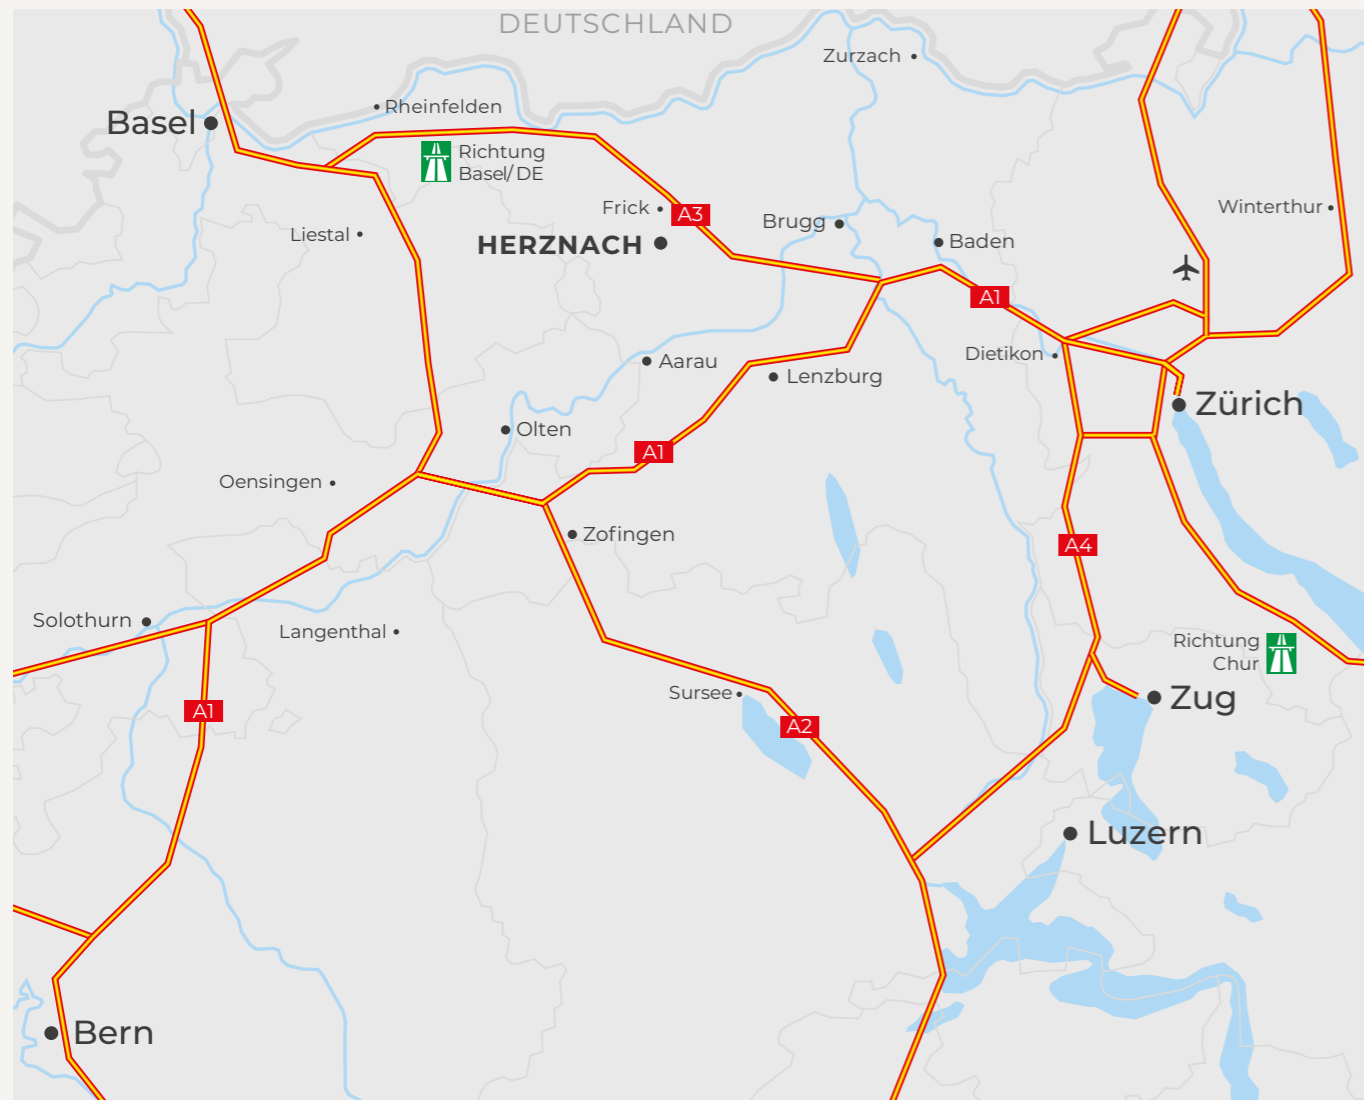 DEUTSCHLAND
Zurzach
Rheinfelden
Basel
Richtung
Basel/DE
Frick
A3
Winterthur
Brugg
Liestal
HERZNACH
Baden
A1
Dietikon
Aarau
Lenzburg
Zürich
Olten
A1
Oensingen
Zofingen
A4
Solothurn
Langenthal
Richtung
Chur
Sursee
Zug
A1
A2
Luzern
Bern